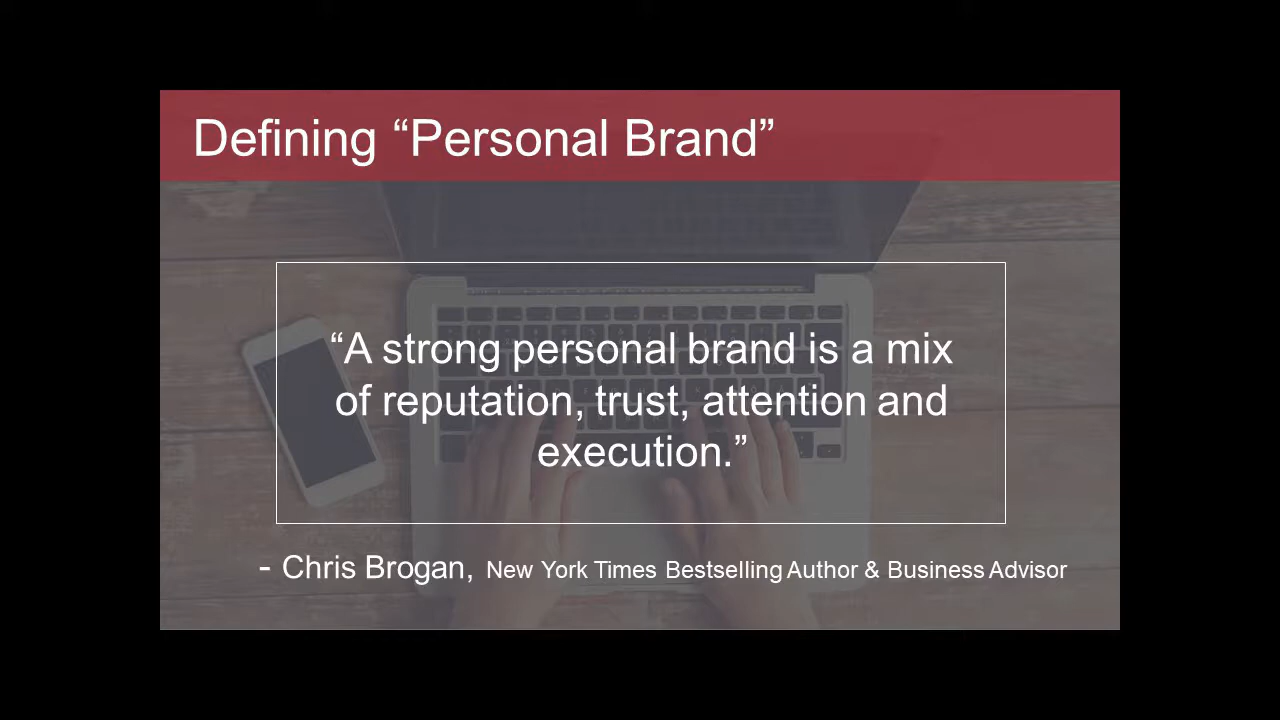 Defining “Personal Brand”
“A strong personal brand is a mix
of reputation, trust, attention and
execution.”
- Chris Brogan, New York Times Bestselling Author & Business Advisor